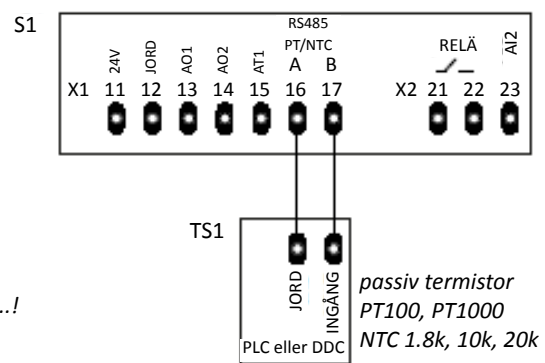 S1
RS485
PT/NTC
RELÄ
24V JORD AO1 AO2 AT1 A B AI2
X1 11 12 13 14 15 16 17 X2 21 22 23
TS1
JORD INGÅNG
PLC eller DDC
passiv termistor
PT100, PT1000
NTC 1.8k, 10k, 20k
..!